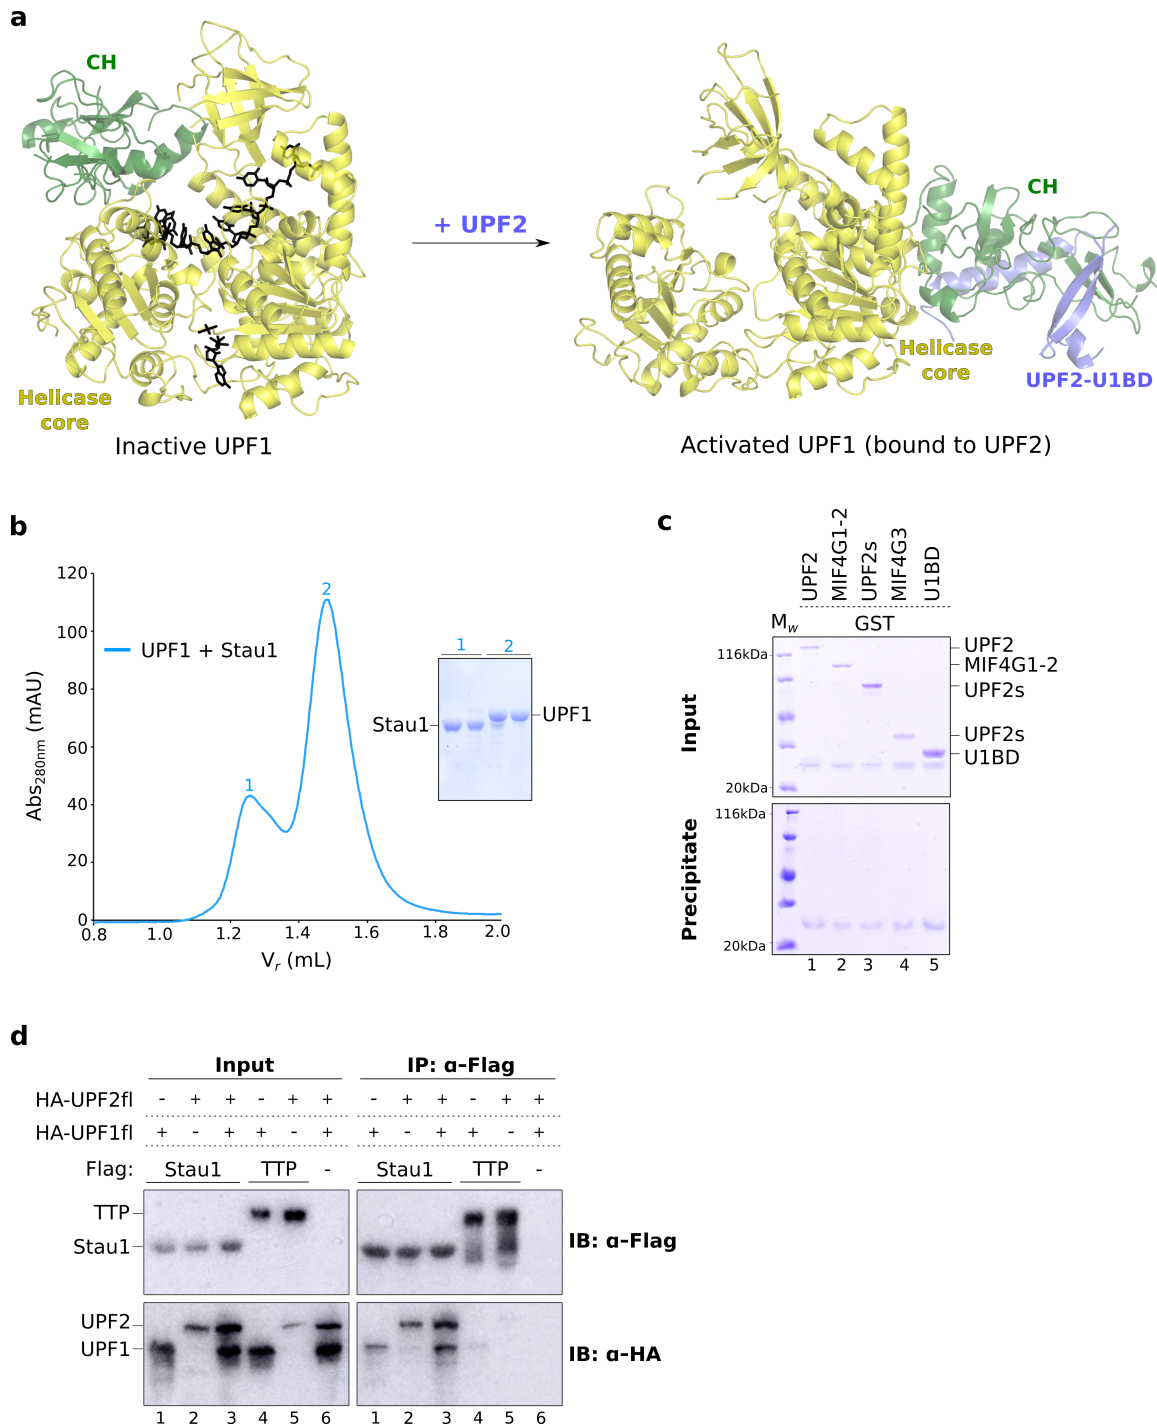 a
CH
+ UPF2
CH
Helicase
core
Helicase
core
UPF2-U1BD
Inactive UPF1
Activated UPF1 (bound to UPF2)
b
120
100
80
60
40
20
0
0.8
1.0
1.2
1.4
1.6
1.8
2.0
Abs280nm (mAU)
Vr (mL)
UPF1 + Stau1
1
2
1 2
Stau1
UPF1
c
UPF2
MIF4G1-2
UPF2s
MIF4G3
U1BD
Mw
GST
116kDa
20kDa
Input
UPF2
MIF4G1-2
UPF2s
UPF2s
U1BD
116kDa
20kDa
Precipitate
1 2 3 4 5
d
Input IP: α-Flag
HA-UPF2fl - + + - + + - + + - + +
HA-UPF1fl + - + + - + + - + + - +
Flag: Stau1 TTP - Stau1 TTP -
TTP
Stau1
IB: α-Flag
UPF2
UPF1
IB: α-HA
1 2 3 4 5 6 1 2 3 4 5 6